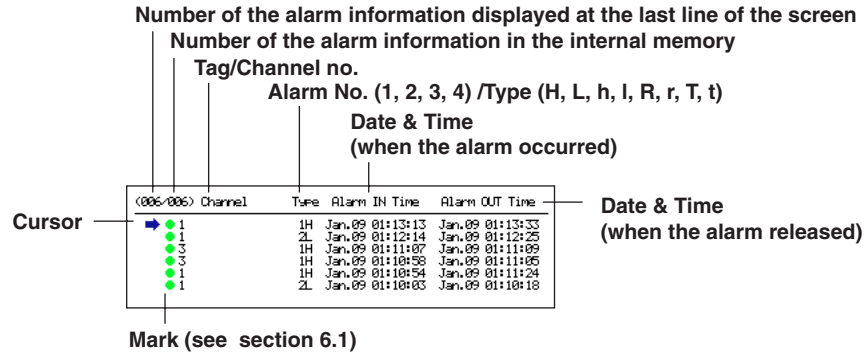 Number of the alarm information displayed at the last line of the screen
Number of the alarm information in the internal memory
Tag/Channel no.
Alarm No. (1, 2, 3, 4) /Type (H, L, h, l, R, r, T, t)
Date & Time
(when the alarm occurred)
(006/006) Channel Type Alarm IN Time Alarm OUT Time
Date & Time
(when the alarm released)
Cursor
1 1H Jan.09 01:13:13 Jan.09 01:13:33
1 2L Jan.09 01:12:14 Jan.09 01:12:25
3 1H Jan.09 01:11:07 Jan.09 01:11:09
3 1H Jan.09 01:10:58 Jan.09 01:11:05
1 1H Jan.09 01:10:54 Jan.09 01:11:24
1 2L Jan.09 01:10:03 Jan.09 01:10:18
Mark (see section 6.1)